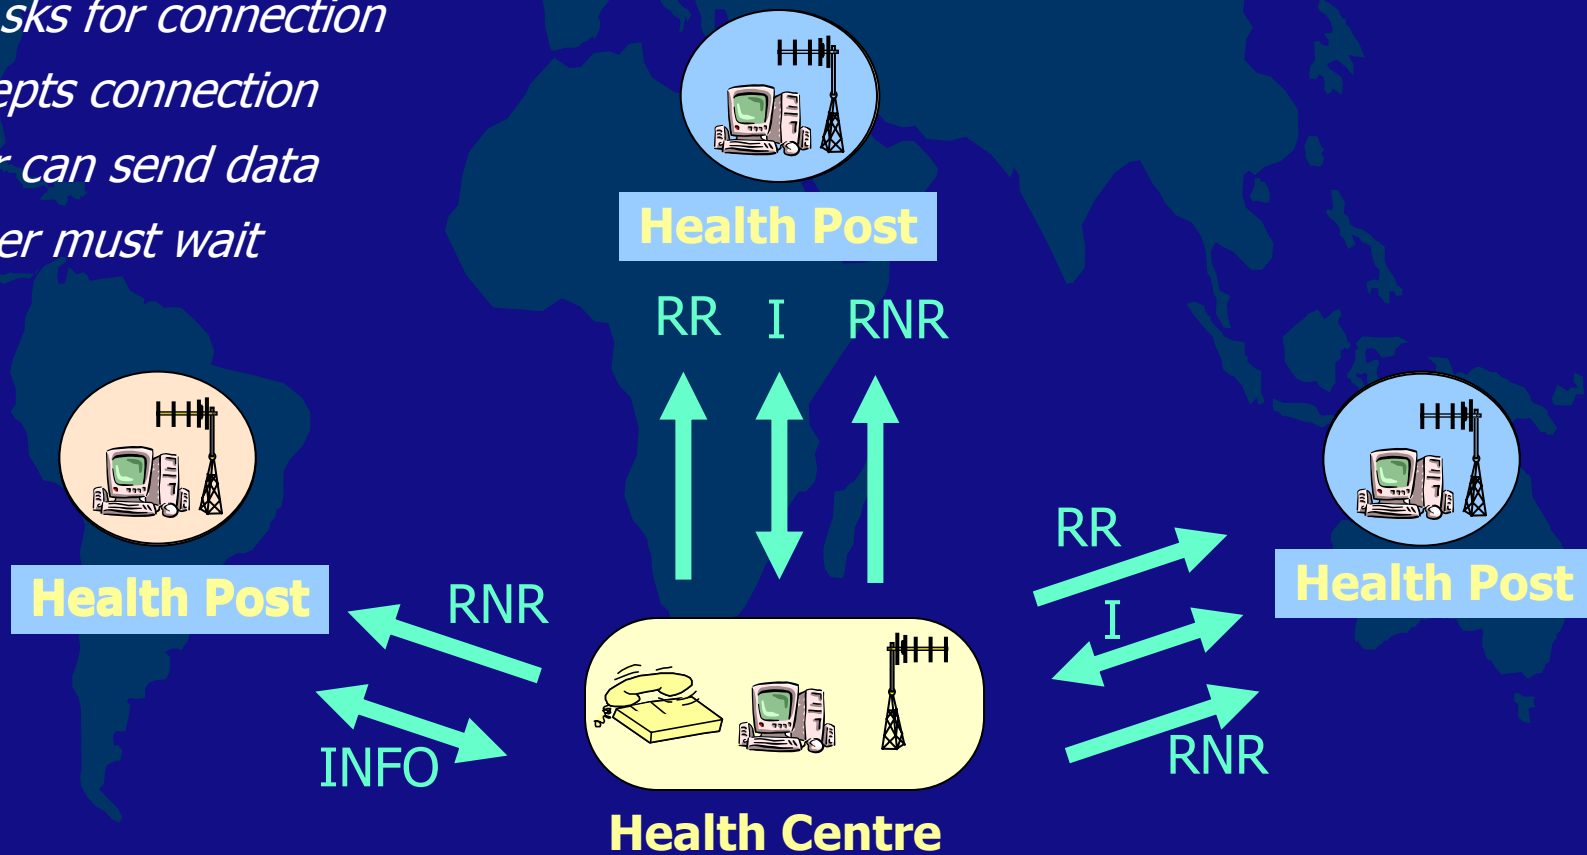 sks for connection
epts connection
r can send data
er must wait
Health Post
RR I RNR
Health Post
RNR
INFO
RR
I
RNR
Health Post
Health Centre